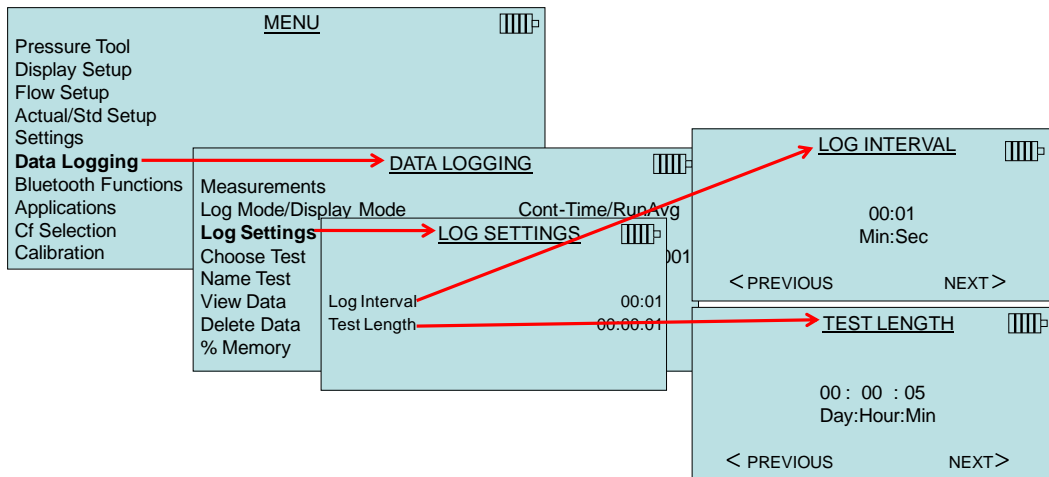 MENU
Pressure Tool
Display Setup
Flow Setup
Actual/Std Setup
Settings
Data Logging
Bluetooth Functions
Applications
Cf Selection
Calibration
DATA LOGGING
Measurements
Log Mode/Display Mode Cont-Time/RunAvg
Log Settings
Choose Test 001
Name Test
View Data
Delete Data
% Memory
LOG SETTINGS
Log Interval 00:01
Test Length 00:00:01
LOG INTERVAL
00:01
Min:Sec
< PREVIOUS NEXT >
TEST LENGTH
00 : 00 : 05
Day:Hour:Min
< PREVIOUS NEXT >